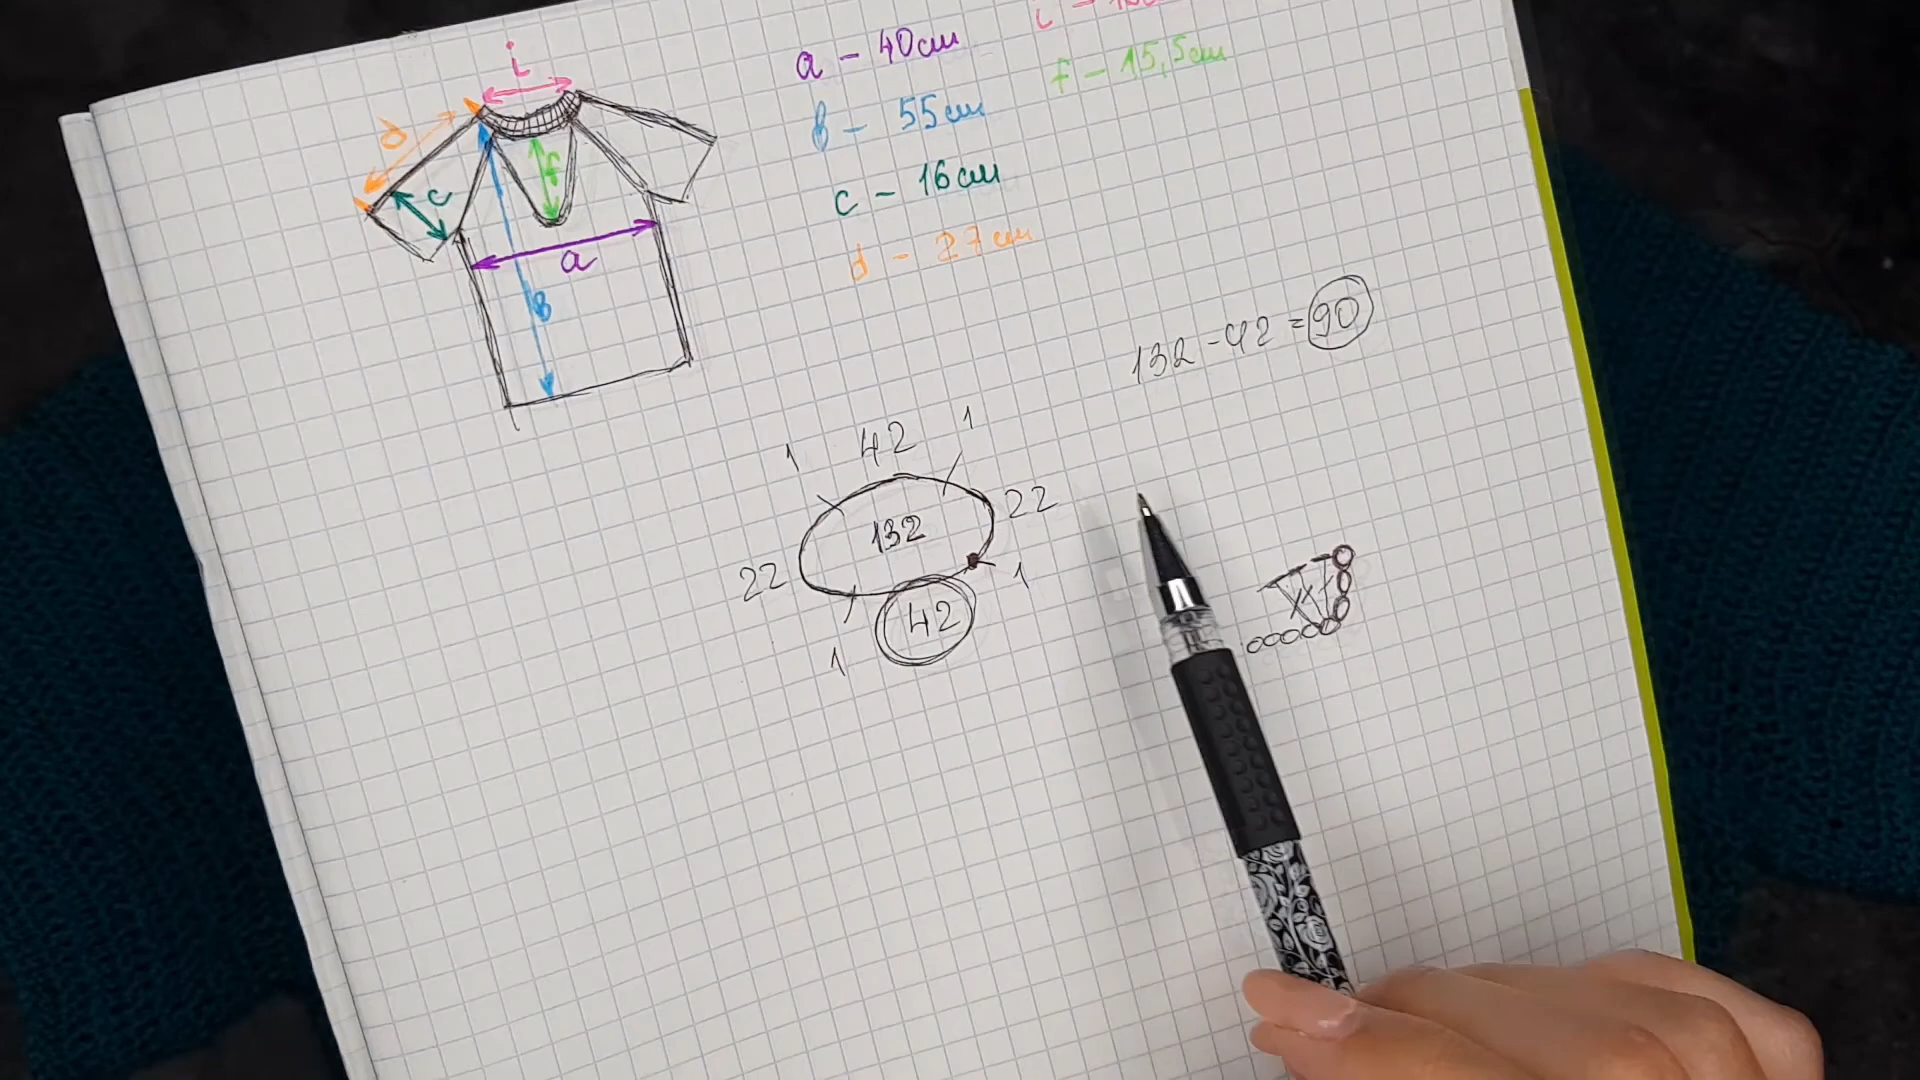 i
d
c
f
a
в
a - 40см
в - 55см
c - 16см
d - 27см
f - 15,5см
132 - 42 = 90
1 42 1
22 132 22
1 42 1